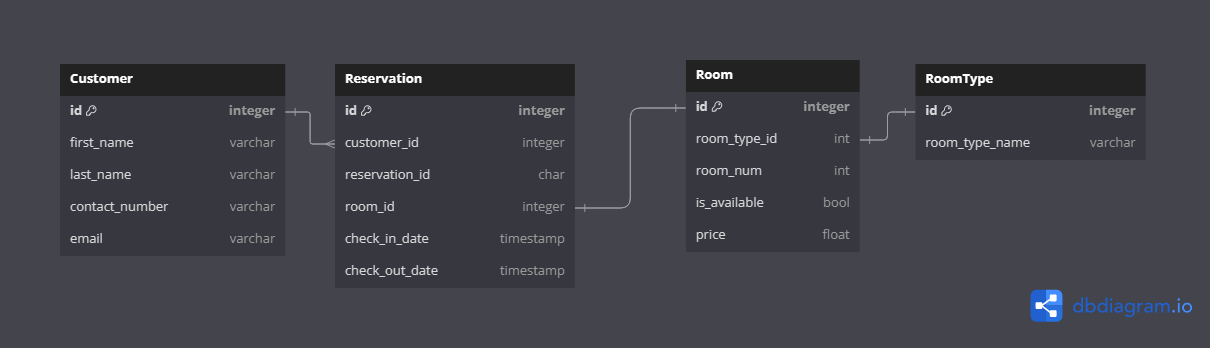 Customer
id integer
first_name varchar
last_name varchar
contact_number varchar
email varchar
Reservation
id integer
customer_id integer
reservation_id char
room_id integer
check_in_date timestamp
check_out_date timestamp
Room
id integer
room_type_id int
room_num int
is_available bool
price float
RoomType
id integer
room_type_name varchar
dbdiagram.io